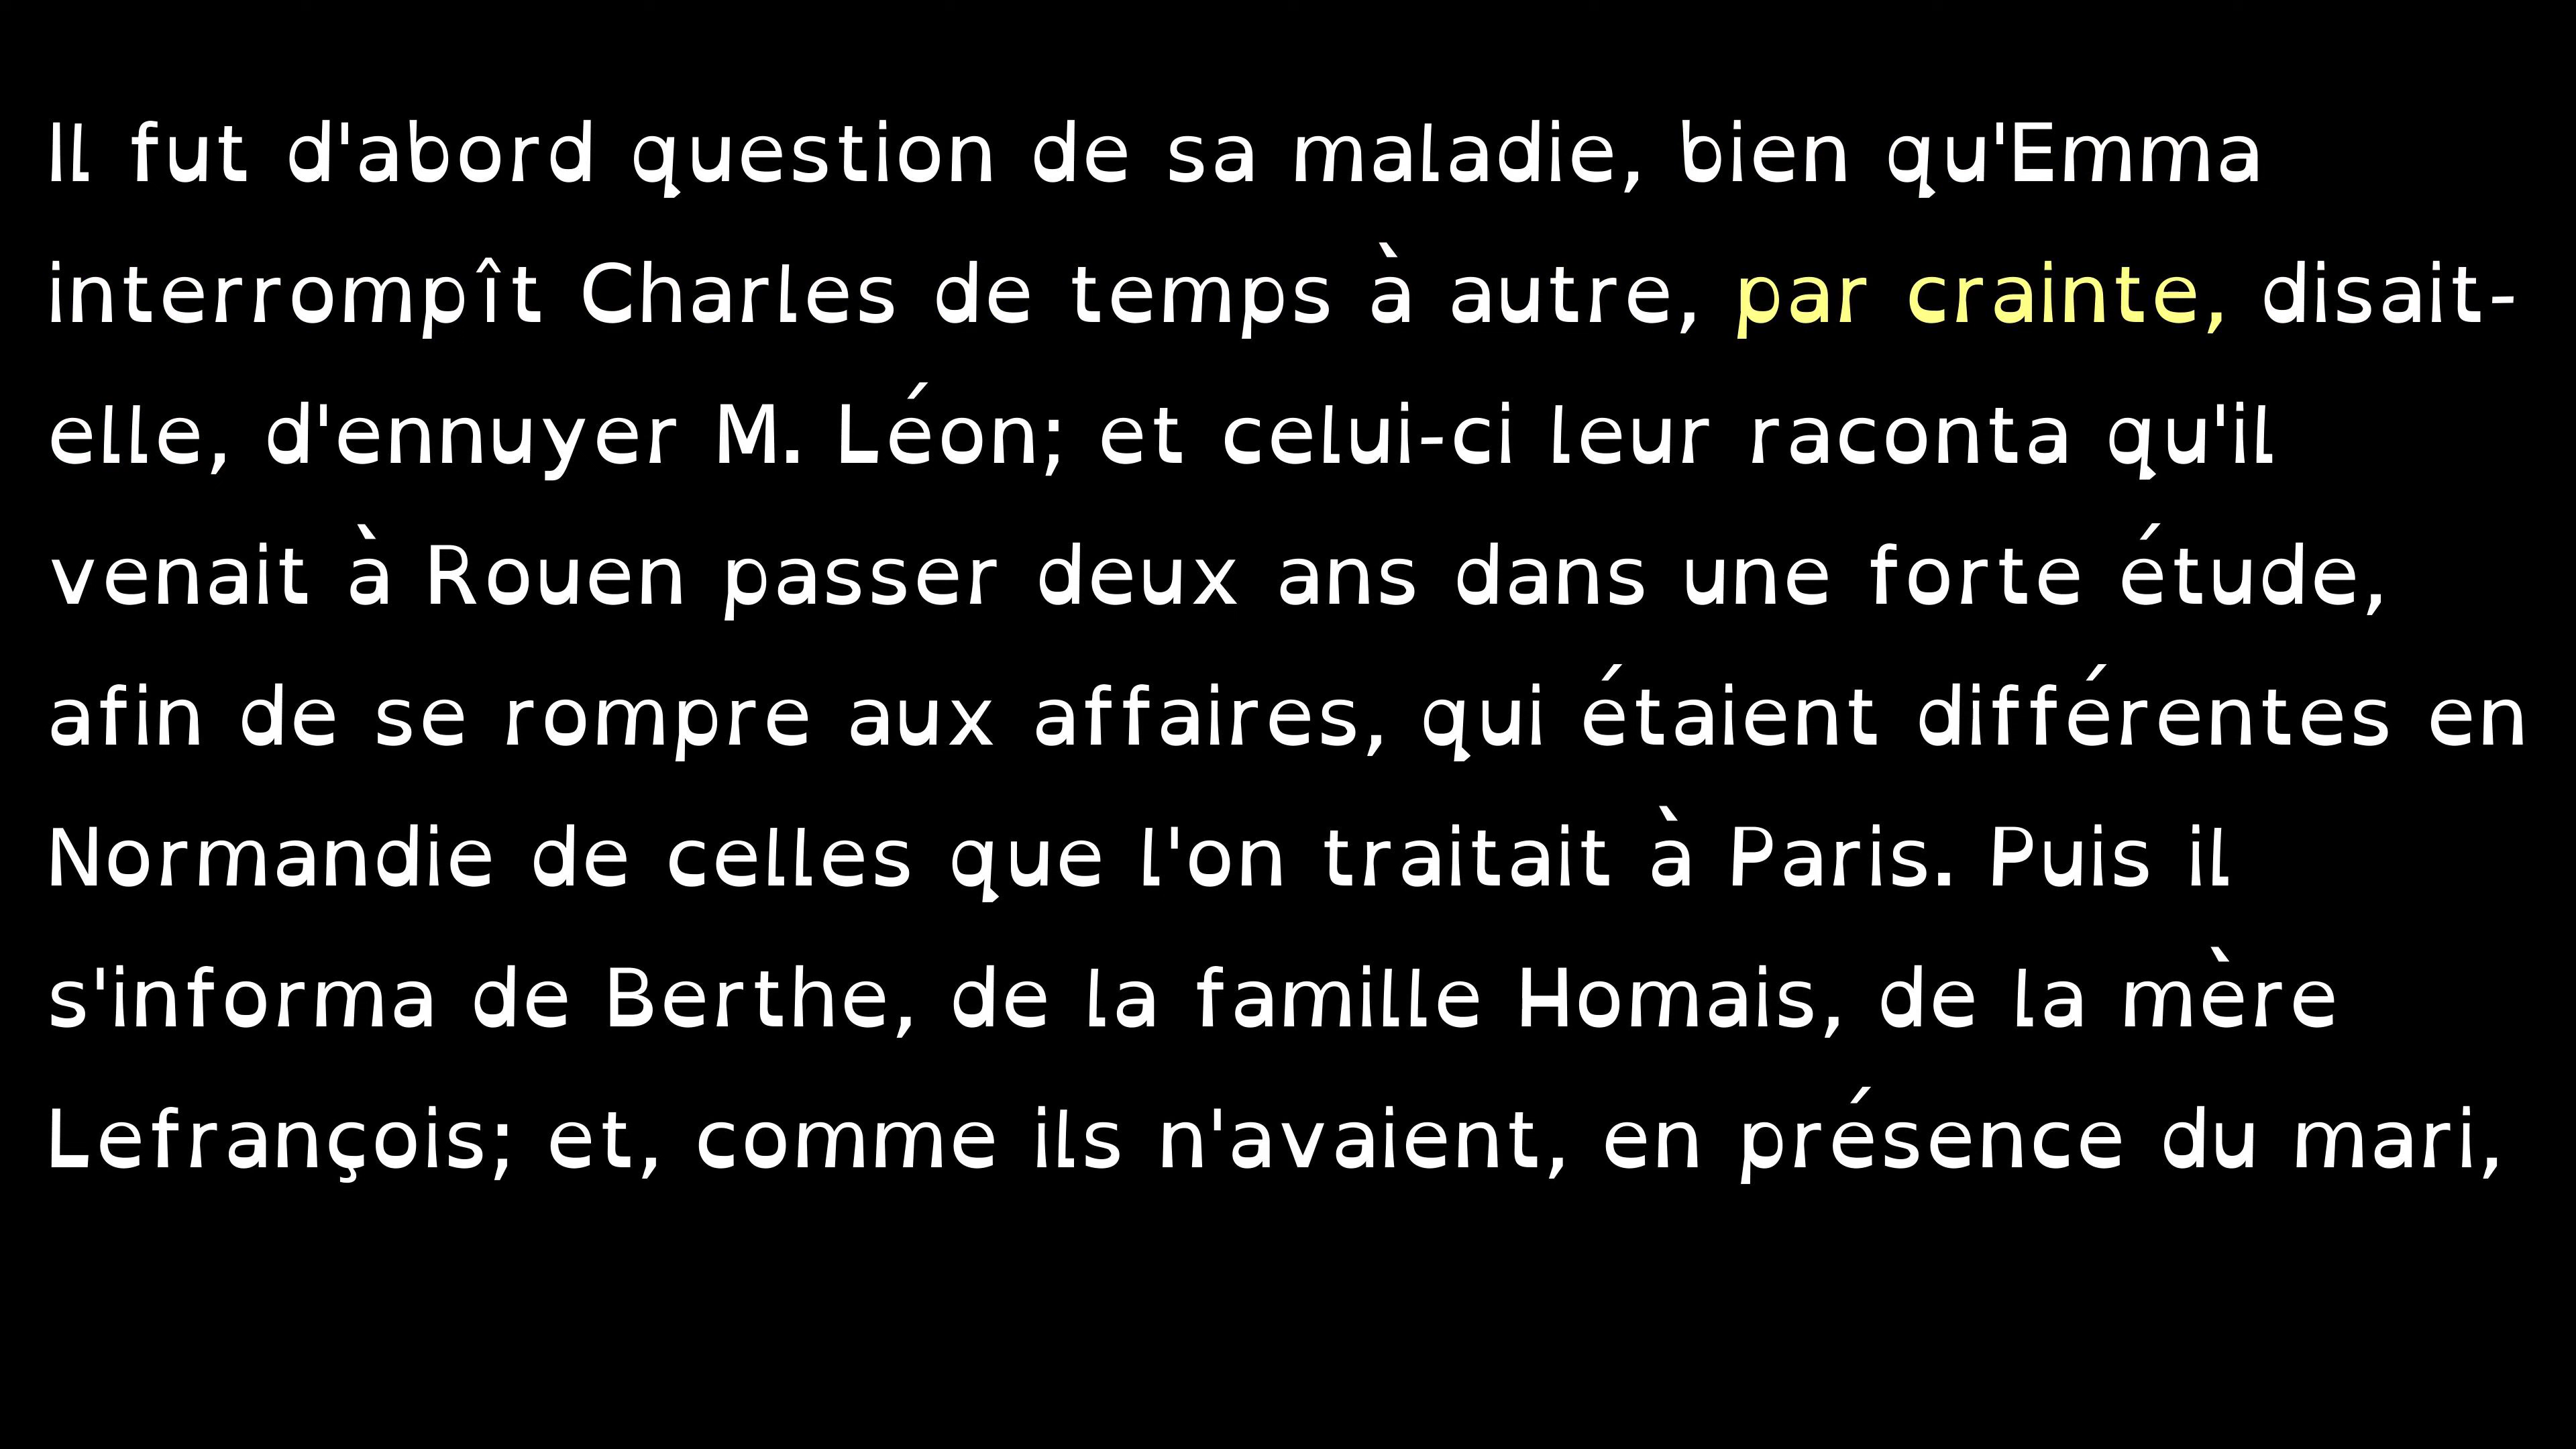 Il fut d'abord question de sa maladie, bien qu'Emma
interrompît Charles de temps à autre, par crainte, disait-
elle, d'ennuyer M. Léon; et celui-ci leur raconta qu'il
venait à Rouen passer deux ans dans une forte étude,
afin de se rompre aux affaires, qui étaient différentes en
Normandie de celles que l'on traitait à Paris. Puis il
s'informa de Berthe, de la famille Homais, de la mère
Lefrançois; et, comme ils n'avaient, en présence du mari,